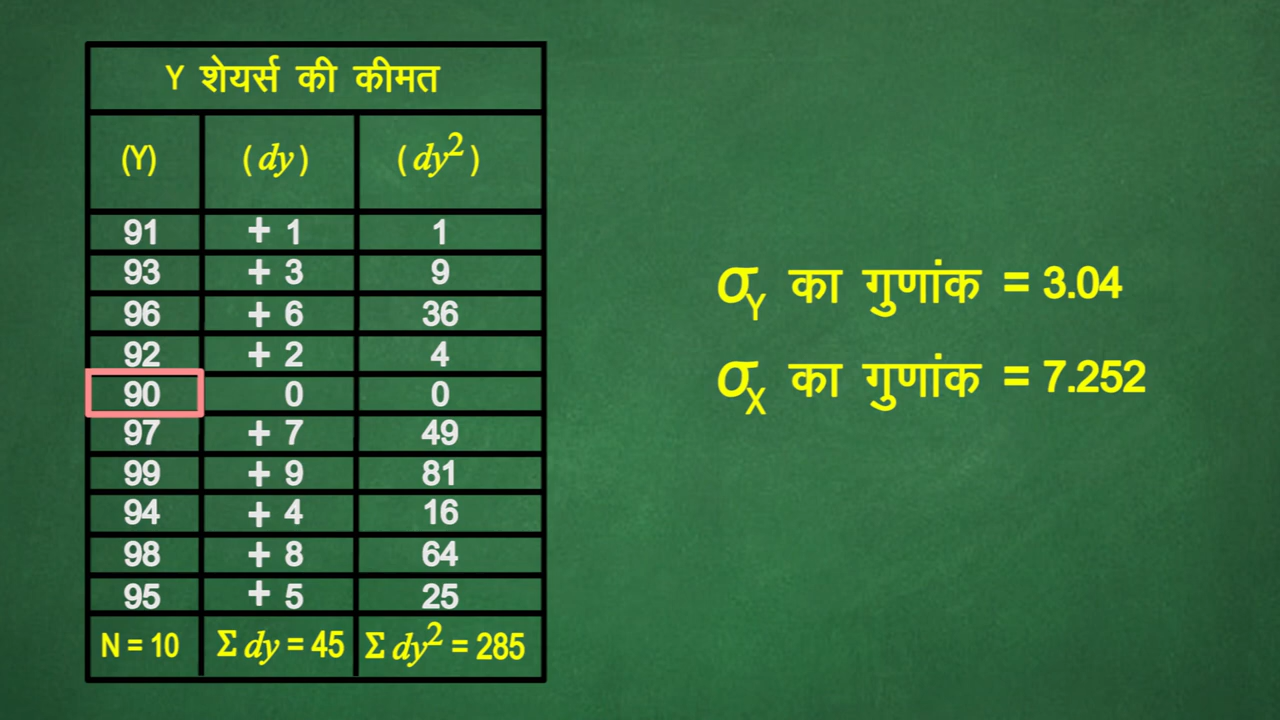 Y शेयर्स की कीमत
(Y) (dy) (dy²)
91 + 1 1
93 + 3 9
96 + 6 36
92 + 2 4
90 0 0
97 + 7 49
99 + 9 81
94 + 4 16
98 + 8 64
95 + 5 25
N = 10 Σ dy = 45 Σ dy² = 285
σY का गुणांक = 3.04
σX का गुणांक = 7.252